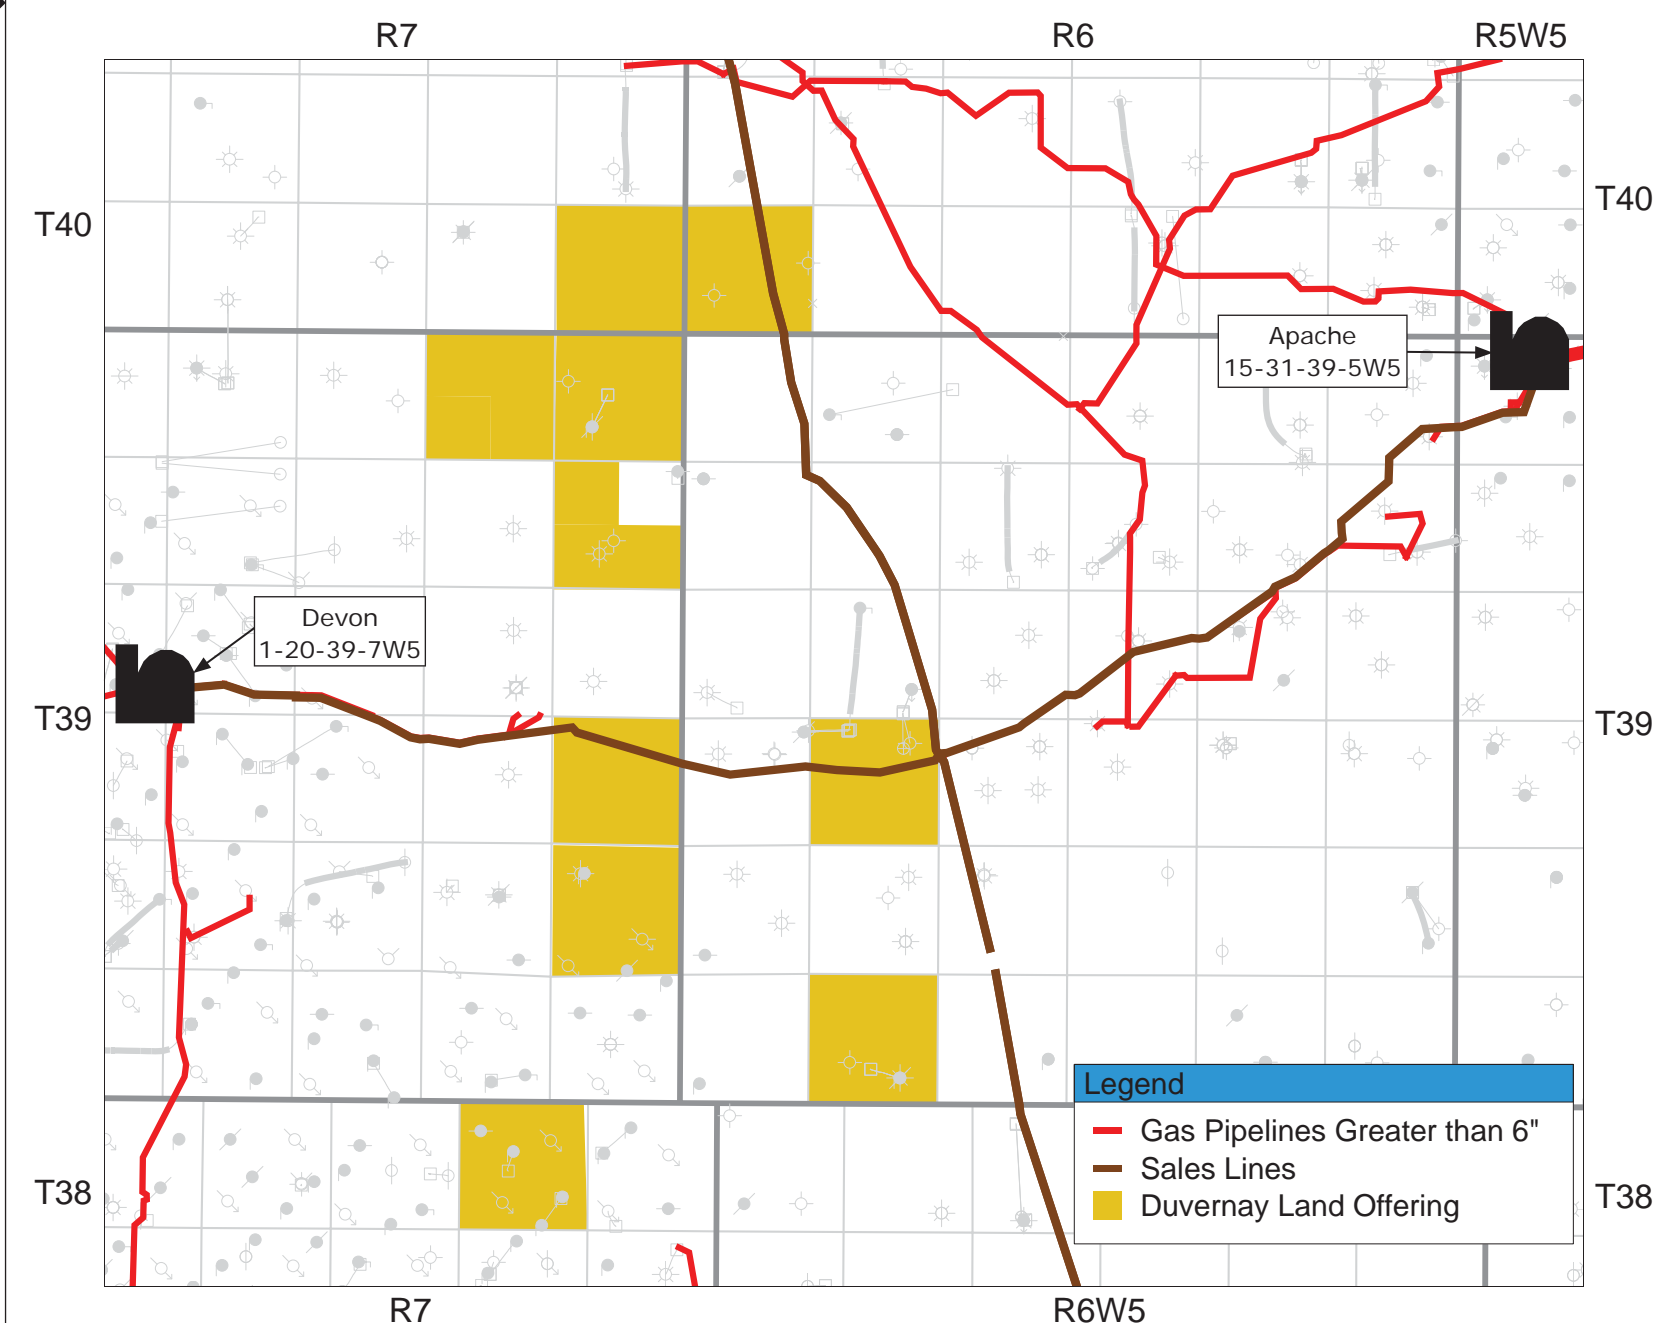 R7 R6 R5W5
T40 T40
Apache
15-31-39-5W5
Devon
1-20-39-7W5
T39 T39
Legend
Gas Pipelines Greater than 6"
Sales Lines
Duvernay Land Offering
T38 T38
R7 R6W5